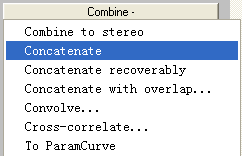 Combine -
Combine to stereo
Concatenate
Concatenate recoverably
Concatenate with overlap...
Convolve...
Cross-correlate...
To ParamCurve